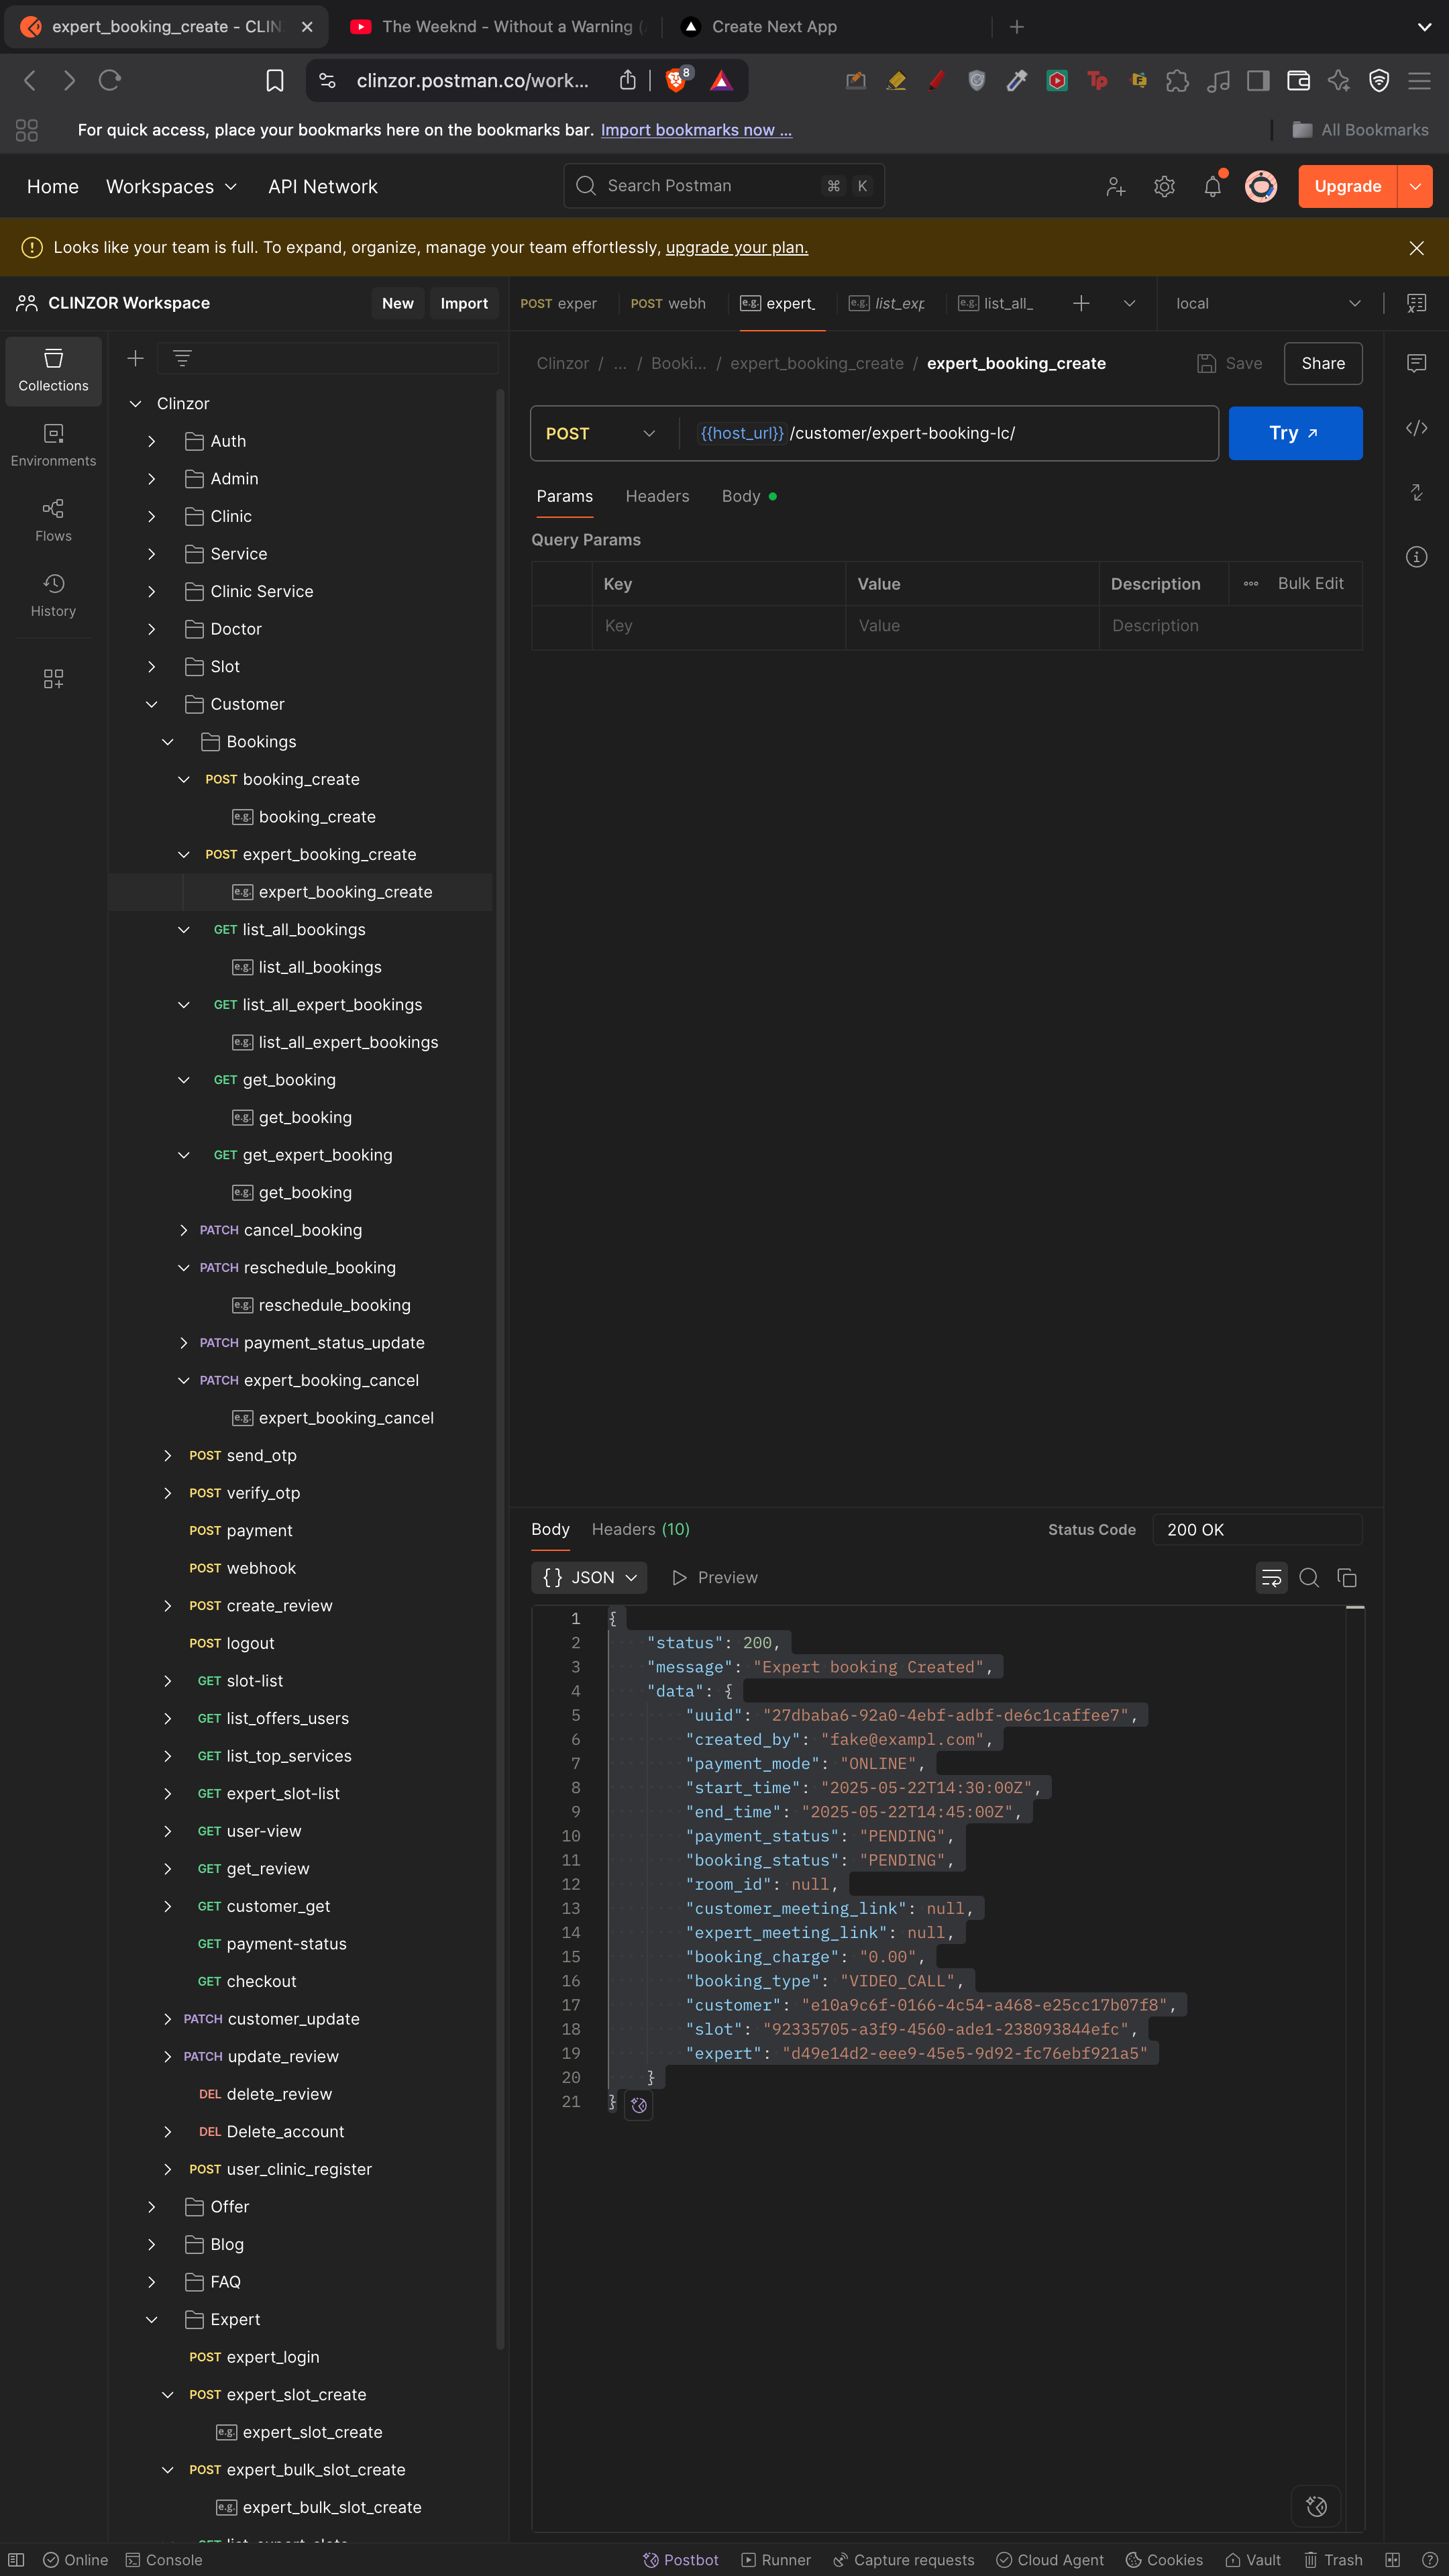 expert_booking_create - CLIN
The Weeknd - Without a Warning (
Create Next App
clinzor.postman.co/work...
8
For quick access, place your bookmarks here on the bookmarks bar. Import bookmarks now ...
All Bookmarks
Home
Workspaces
API Network
Search Postman
⌘ K
Upgrade
Looks like your team is full. To expand, organize, manage your team effortlessly, upgrade your plan.
CLINZOR Workspace
New
Import
POST exper
POST webh
e.g. expert_
e.g. list_exp
e.g. list_all_
local
Collections
Environments
Flows
History
Clinzor
Auth
Admin
Clinic
Service
Clinic Service
Doctor
Slot
Customer
Bookings
POST booking_create
e.g. booking_create
POST expert_booking_create
e.g. expert_booking_create
GET list_all_bookings
e.g. list_all_bookings
GET list_all_expert_bookings
e.g. list_all_expert_bookings
GET get_booking
e.g. get_booking
GET get_expert_booking
e.g. get_booking
PATCH cancel_booking
PATCH reschedule_booking
e.g. reschedule_booking
PATCH payment_status_update
PATCH expert_booking_cancel
e.g. expert_booking_cancel
POST send_otp
POST verify_otp
POST payment
POST webhook
POST create_review
POST logout
GET slot-list
GET list_offers_users
GET list_top_services
GET expert_slot-list
GET user-view
GET get_review
GET customer_get
GET payment-status
GET checkout
PATCH customer_update
PATCH update_review
DEL delete_review
DEL Delete_account
POST user_clinic_register
Offer
Blog
FAQ
Expert
POST expert_login
POST expert_slot_create
e.g. expert_slot_create
POST expert_bulk_slot_create
e.g. expert_bulk_slot_create
Clinzor / ... / Booki... / expert_booking_create / expert_booking_create
Save
Share
POST
{{host_url}}/customer/expert-booking-lc/
Try
Params
Headers
Body
Query Params
Key Value Description Bulk Edit
Key Value Description
Body
Headers (10)
Status Code
200 OK
{} JSON
Preview
1 {
2 "status": 200,
3 "message": "Expert booking Created",
4 "data": {
5 "uuid": "27dbaba6-92a0-4ebf-adbf-de6c1caffee7",
6 "created_by": "fake@exampl.com",
7 "payment_mode": "ONLINE",
8 "start_time": "2025-05-22T14:30:00Z",
9 "end_time": "2025-05-22T14:45:00Z",
10 "payment_status": "PENDING",
11 "booking_status": "PENDING",
12 "room_id": null,
13 "customer_meeting_link": null,
14 "expert_meeting_link": null,
15 "booking_charge": "0.00",
16 "booking_type": "VIDEO_CALL",
17 "customer": "e10a9c6f-0166-4c54-a468-e25cc17b07f8",
18 "slot": "92335705-a3f9-4560-ade1-238093844efc",
19 "expert": "d49e14d2-eee9-45e5-9d92-fc76ebf921a5"
20 }
21 }
Online
Console
Postbot
Runner
Capture requests
Cloud Agent
Cookies
Vault
Trash